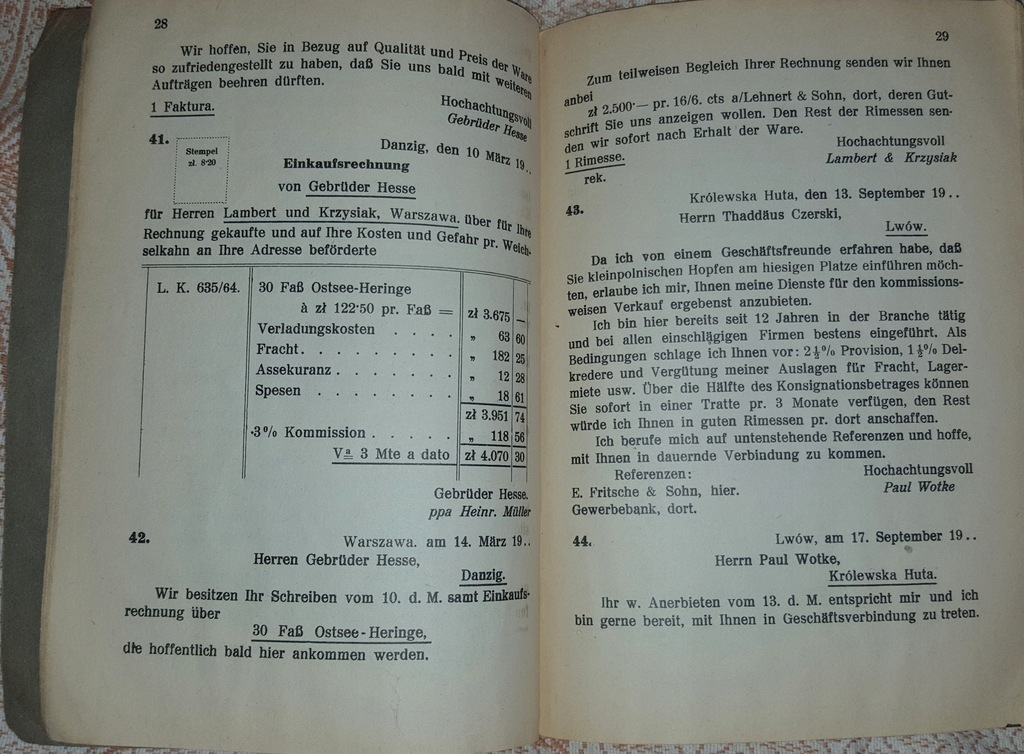 28
Wir hoffen, Sie in Bezug auf Qualität und Preis der Ware
so zufriedengestellt zu haben, daß Sie uns bald mit weiteren
Aufträgen beehren dürften.
1 Faktura.
Hochachtungsvoll
Gebrüder Hesse
41.
Stempel
zł. 8·20
Danzig, den 10 März 19..
Einkaufsrechnung
von Gebrüder Hesse
für Herren Lambert und Krzysiak, Warszawa. über für Ihre
Rechnung gekaufte und auf Ihre Kosten und Gefahr pr. Weich-
selkahn an Ihre Adresse beförderte
L. K. 635/64. 30 Faß Ostsee-Heringe
à zł 122·50 pr. Faß = zł 3.675 —
Verladungskosten . . . . „ 63 60
Fracht. . . . . . . . . „ 182 25
Assekuranz . . . . . . . „ 12 28
Spesen . . . . . . . . „ 18 61
zł 3.951 74
·3% Kommission . . . . . „ 118 56
Va 3 Mte a dato zł 4.070 30
Gebrüder Hesse.
ppa Heinr. Müller
42.
Warszawa. am 14. März 19..
Herren Gebrüder Hesse,
Danzig.
Wir besitzen Ihr Schreiben vom 10. d. M. samt Einkaufs-
rechnung über
30 Faß Ostsee-Heringe,
die hoffentlich bald hier ankommen werden.
29
Zum teilweisen Begleich Ihrer Rechnung senden wir Ihnen
anbei
zł 2.500·— pr. 16/6. cts a/Lehnert & Sohn, dort, deren Gut-
schrift Sie uns anzeigen wollen. Den Rest der Rimessen sen-
den wir sofort nach Erhalt der Ware.
Hochachtungsvoll
1 Rimesse.
Lambert & Krzysiak
rek.
43.
Królewska Huta, den 13. September 19..
Herrn Thaddäus Czerski,
Lwów.
Da ich von einem Geschäftsfreunde erfahren habe, daß
Sie kleinpolnischen Hopfen am hiesigen Platze einführen möch-
ten, erlaube ich mir, Ihnen meine Dienste für den kommissions-
weisen Verkauf ergebenst anzubieten.
Ich bin hier bereits seit 12 Jahren in der Branche tätig
und bei allen einschlägigen Firmen bestens eingeführt. Als
Bedingungen schlage ich Ihnen vor: 2½% Provision, 1½% Del-
kredere und Vergütung meiner Auslagen für Fracht, Lager-
miete usw. Über die Hälfte des Konsignationsbetrages können
Sie sofort in einer Tratte pr. 3 Monate verfügen, den Rest
würde ich Ihnen in guten Rimessen pr. dort anschaffen.
Ich berufe mich auf untenstehende Referenzen und hoffe,
mit Ihnen in dauernde Verbindung zu kommen.
Referenzen:
Hochachtungsvoll
E. Fritsche & Sohn, hier.
Paul Wotke
Gewerbebank, dort.
44.
Lwów, am 17. September 19..
Herrn Paul Wotke,
Królewska Huta.
Ihr w. Anerbieten vom 13. d. M. entspricht mir und ich
bin gerne bereit, mit Ihnen in Geschäftsverbindung zu treten.